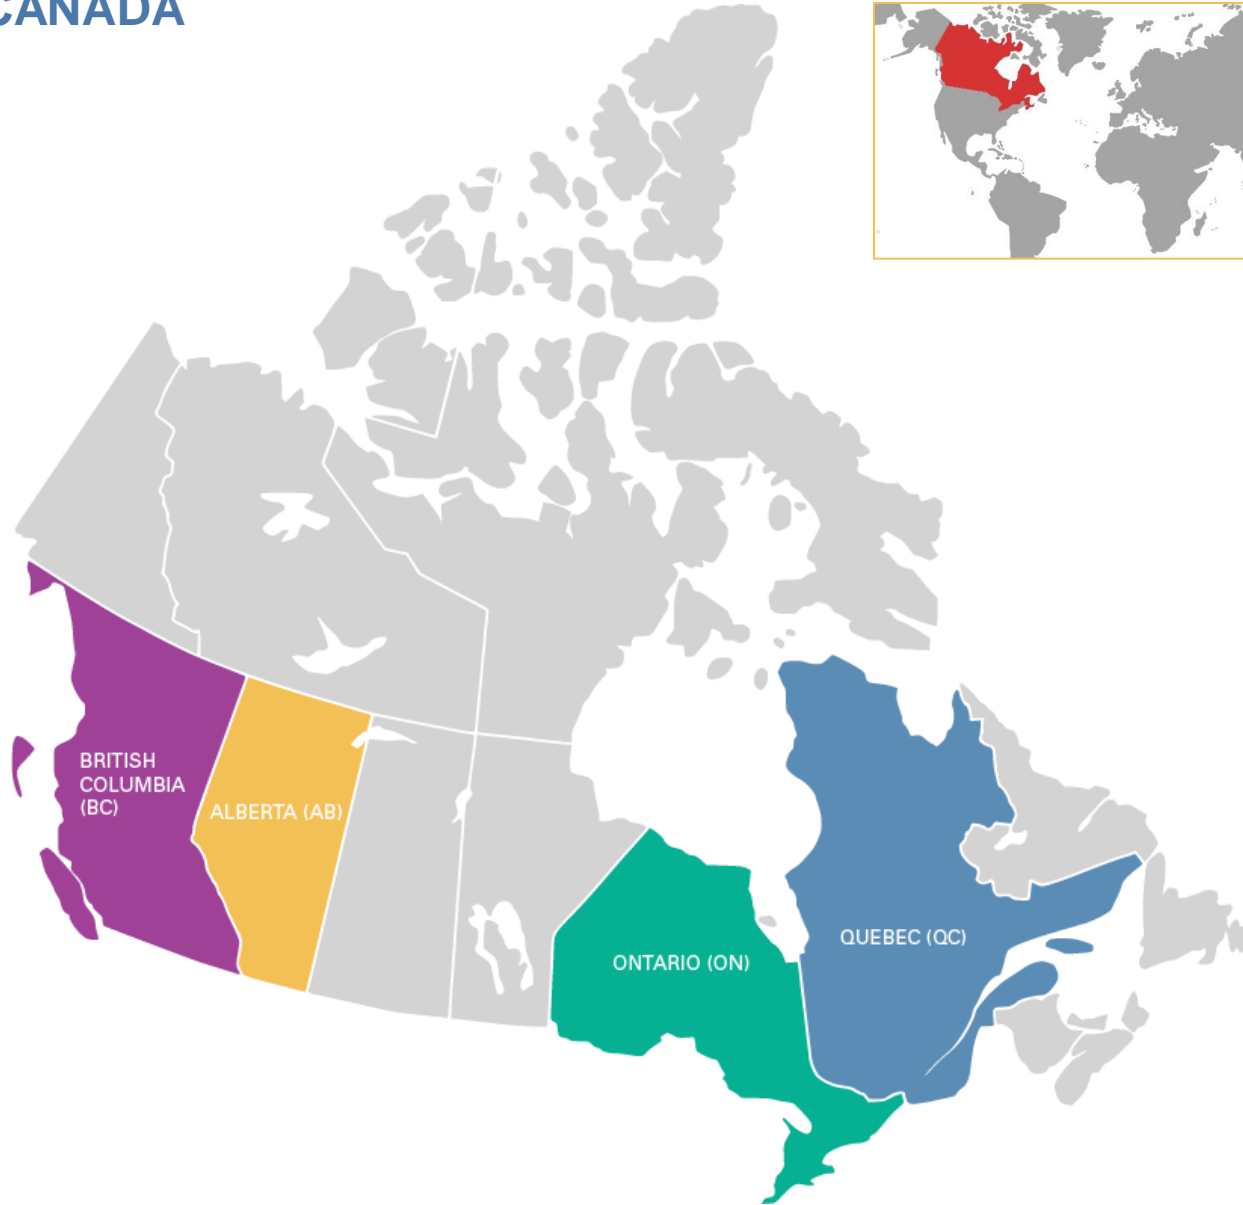 CANADA
BRITISH
COLUMBIA
(BC)
ALBERTA (AB)
ONTARIO (ON)
QUEBEC (QC)